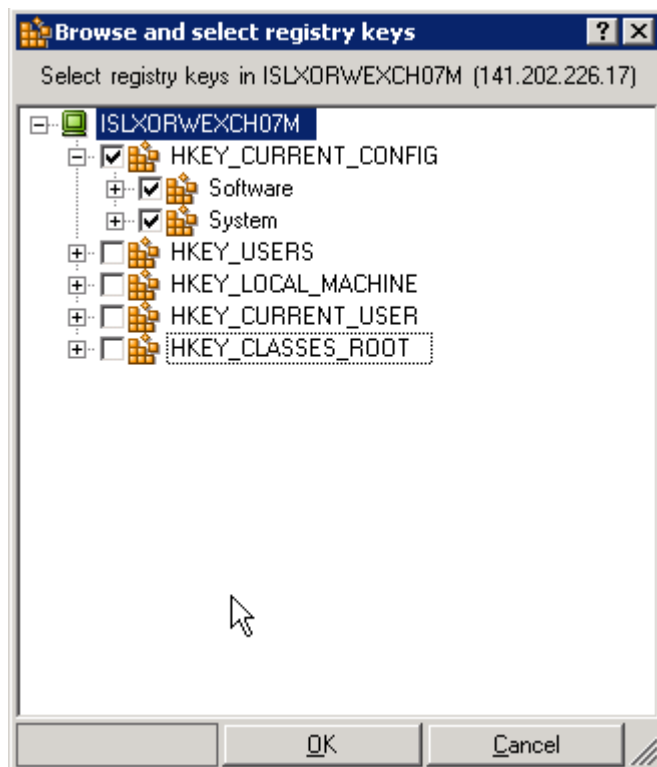 Browse and select registry keys
Select registry keys in ISLXORWEXCH07M (141.202.226.17)
ISLXORWEXCH07M
HKEY_CURRENT_CONFIG
Software
System
HKEY_USERS
HKEY_LOCAL_MACHINE
HKEY_CURRENT_USER
HKEY_CLASSES_ROOT
OK
Cancel